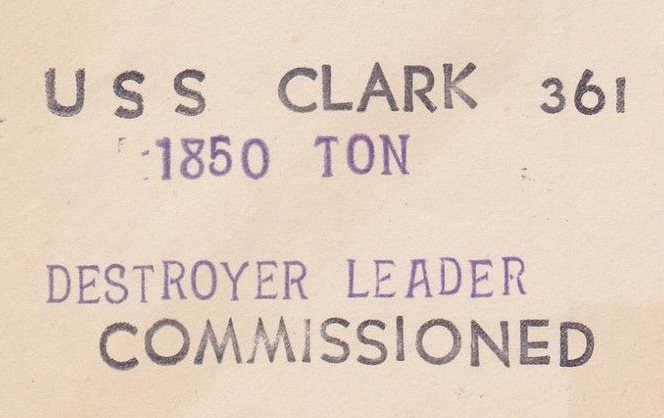 USS CLARK 361
1850 TON
DESTROYER LEADER
COMMISSIONED